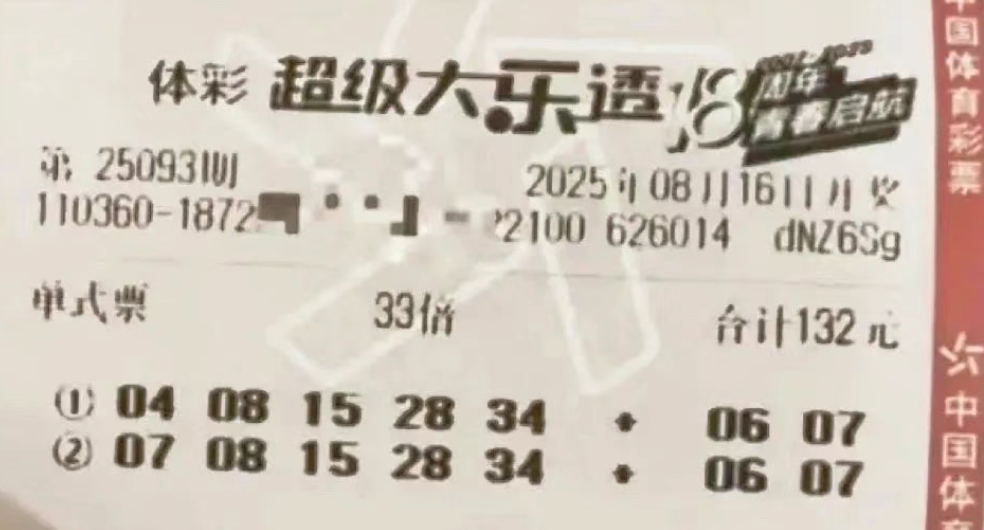 体彩 超级大乐透 18周年 青春启航
第 25093期 2025年08月16日开奖
110360-1872 2100 626014 dNZ6Sg
单式票 33倍 合计132元
① 04 08 15 28 34 + 06 07
② 07 08 15 28 34 + 06 07
中国体育彩票
中国体育